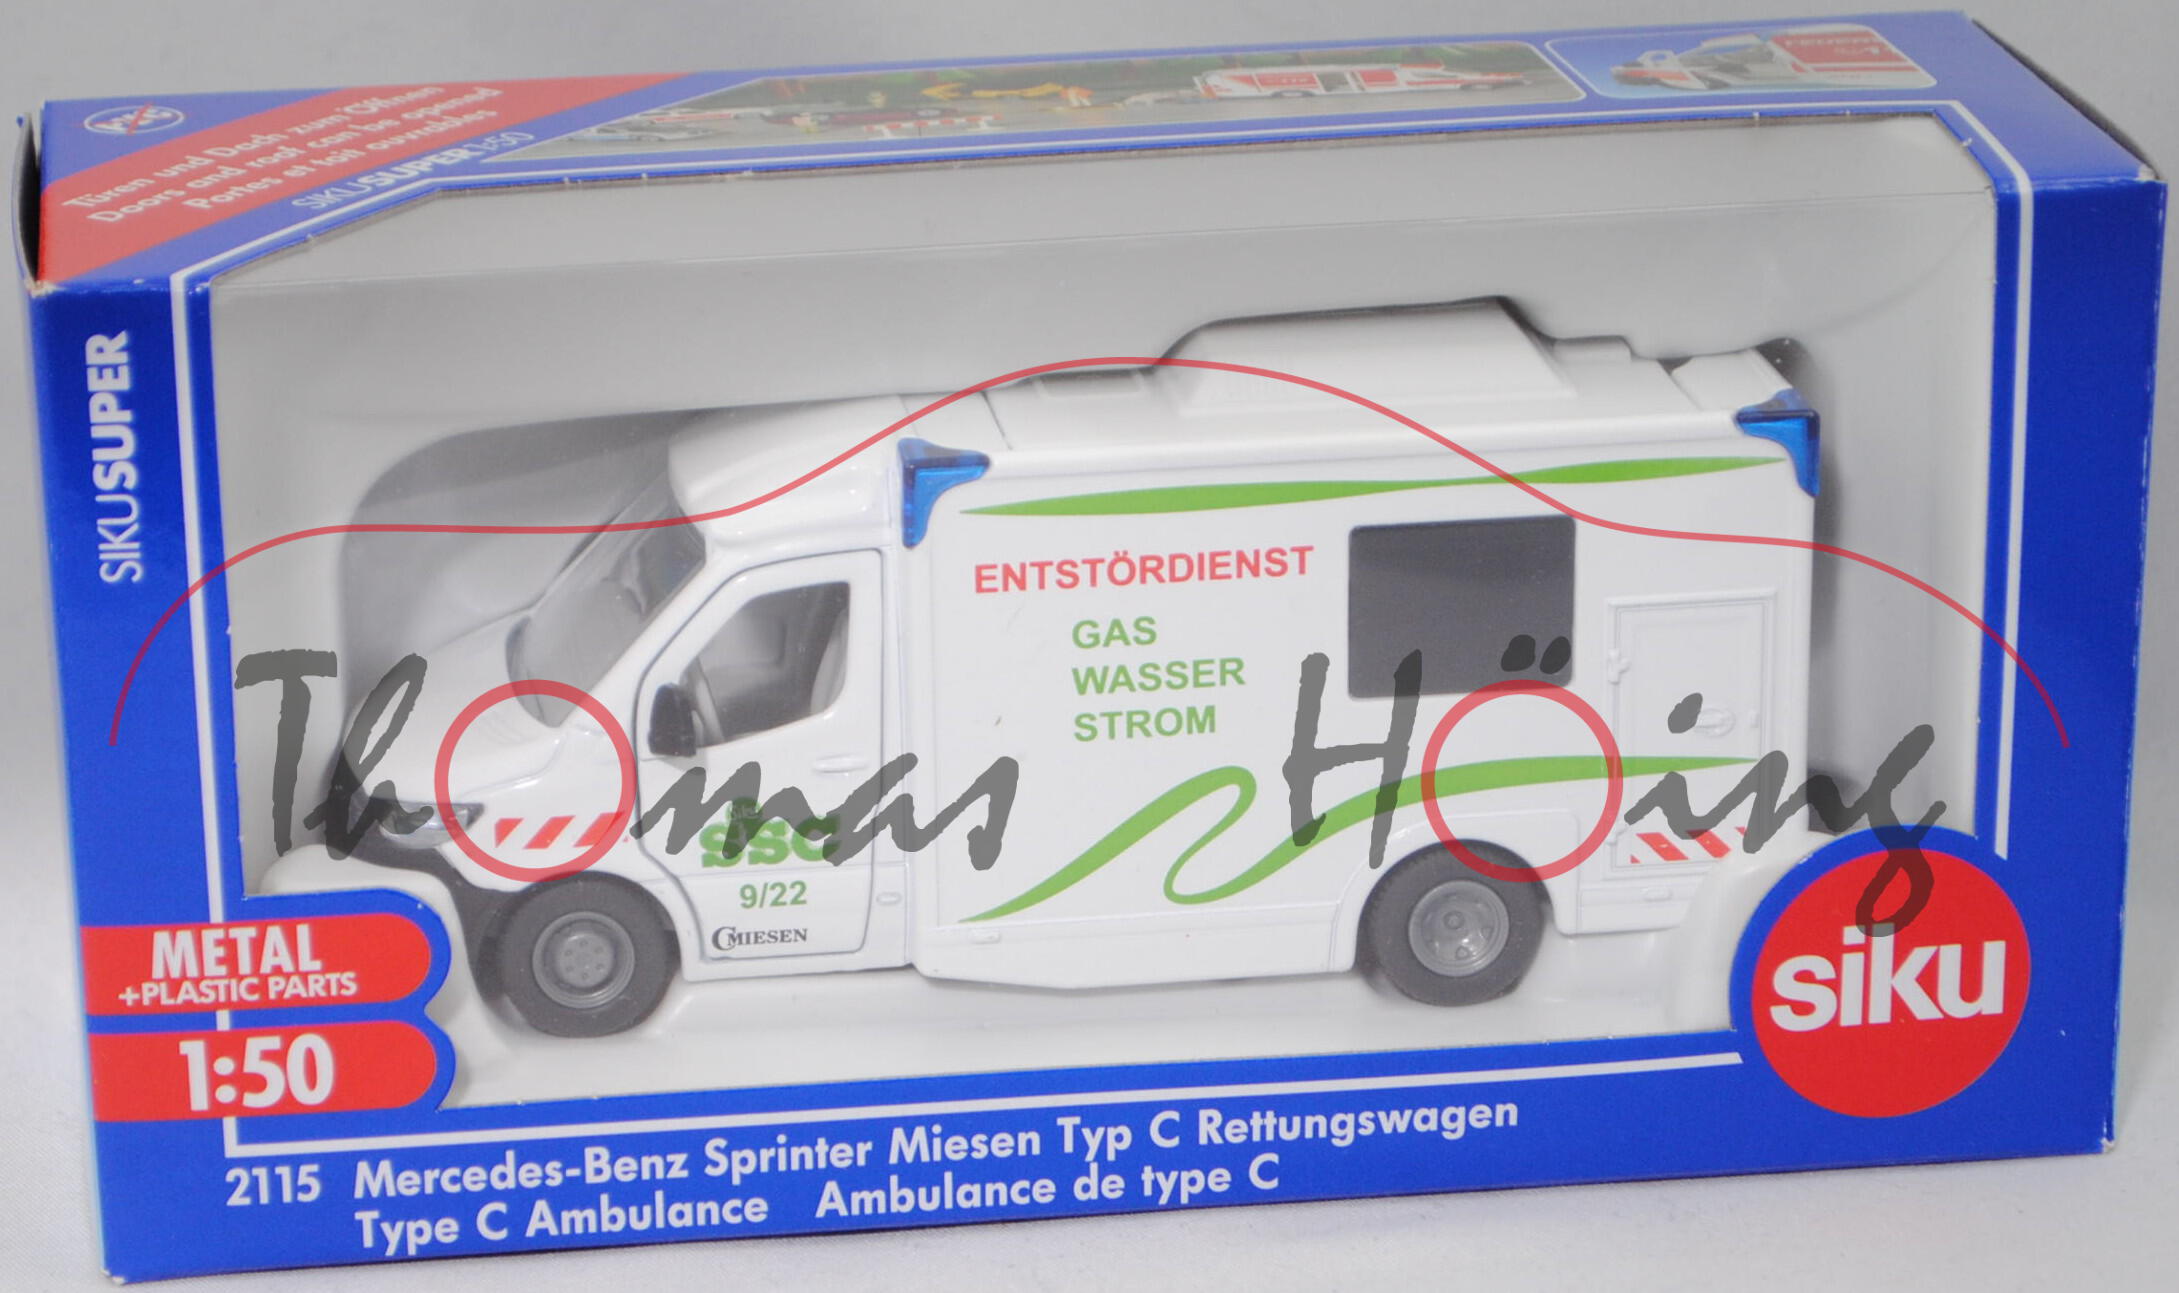 Türen und Dach zum Öffnen
Doors and roof can be opened
Portes et toit ouvrables
SIKUSUPER 1:50
SIKUSUPER
ENTSTÖRDIENST
GAS
WASSER
STROM
Thomas Höing
ssc
9/22
CMIESEN
METAL
+PLASTIC PARTS
1:50
siku
2115 Mercedes-Benz Sprinter Miesen Typ C Rettungswagen
Type C Ambulance Ambulance de type C